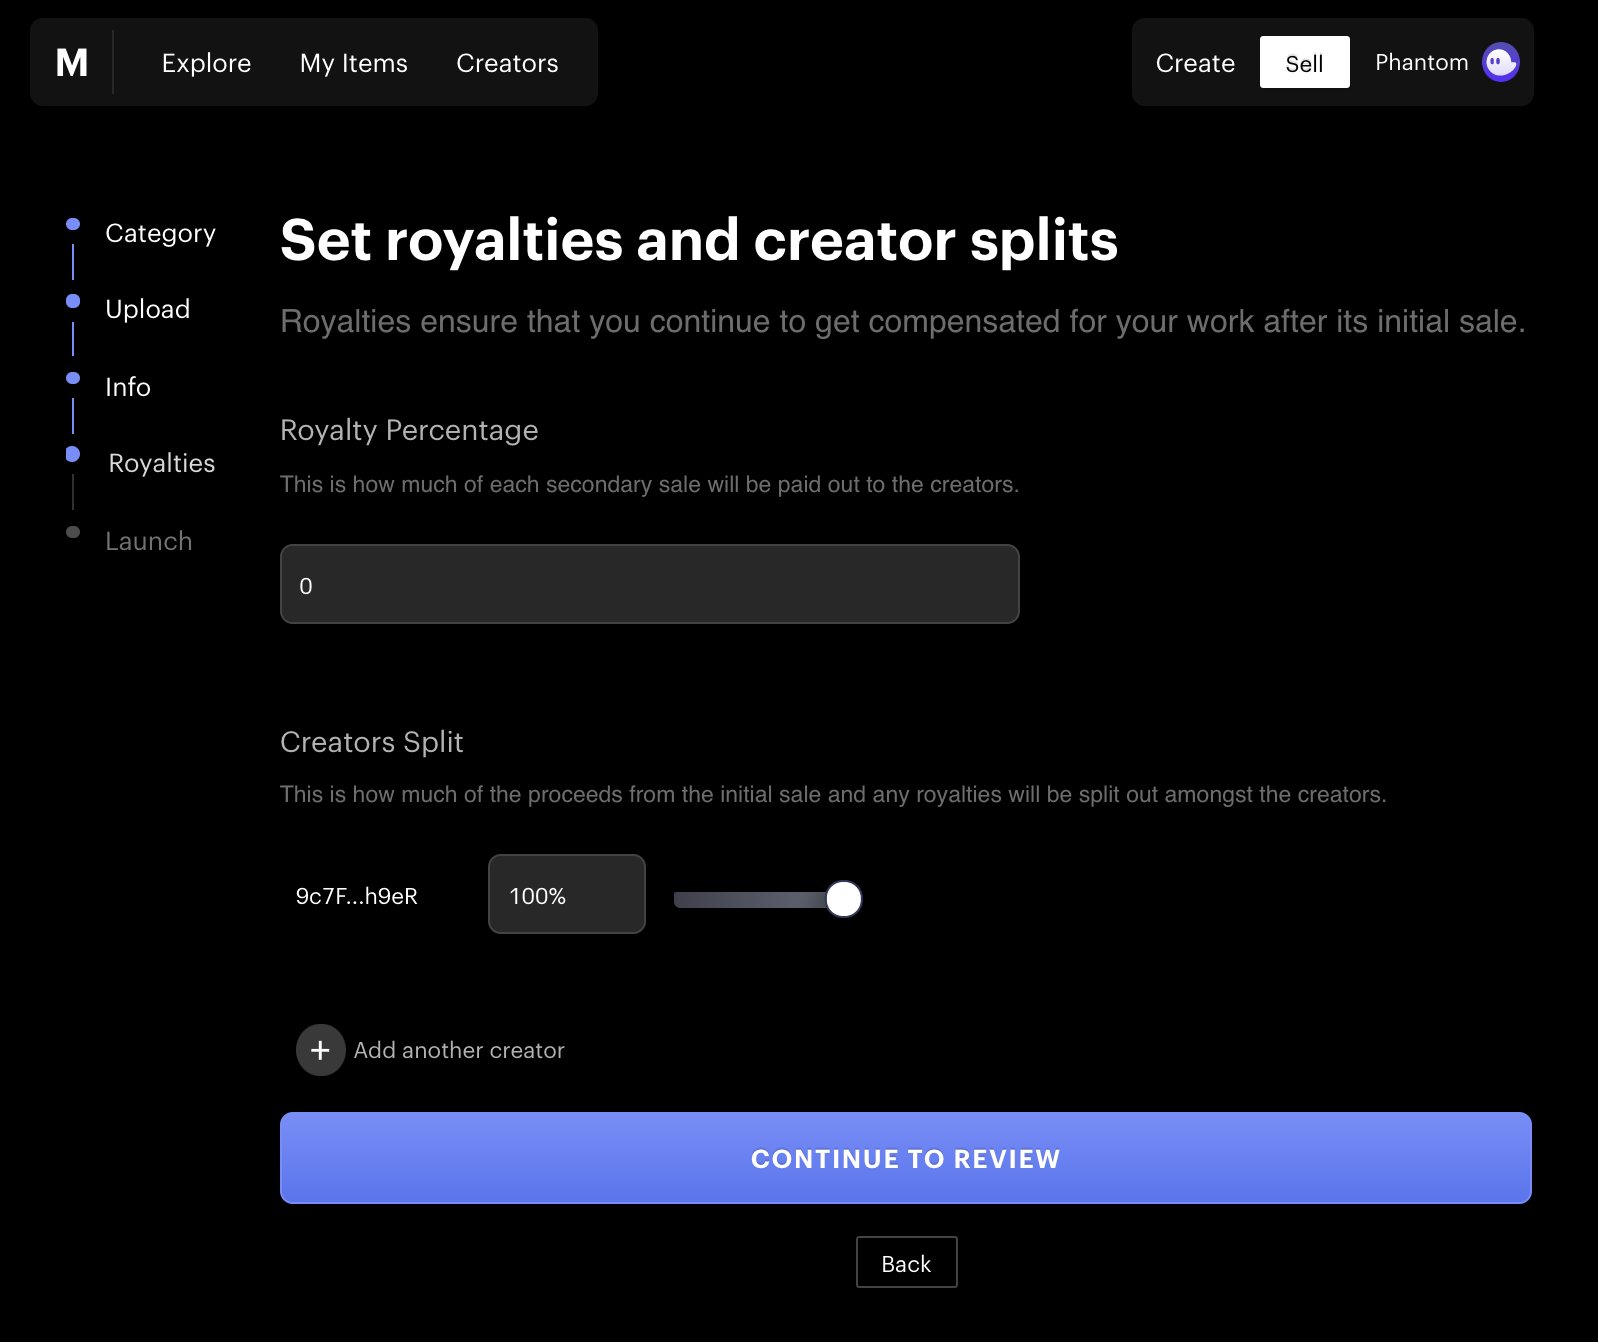 M
Explore
My Items
Creators
Create
Sell
Phantom
Category
Upload
Info
Royalties
Launch
Set royalties and creator splits
Royalties ensure that you continue to get compensated for your work after its initial sale.
Royalty Percentage
This is how much of each secondary sale will be paid out to the creators.
0
Creators Split
This is how much of the proceeds from the initial sale and any royalties will be split out amongst the creators.
9c7F...h9eR
100%
+ Add another creator
CONTINUE TO REVIEW
Back